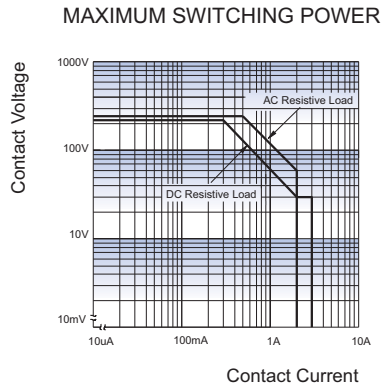 MAXIMUM SWITCHING POWER
Contact Voltage
1000V
AC Resistive Load
100V
DC Resistive Load
10V
10mV
10uA 100mA 1A 10A
Contact Current